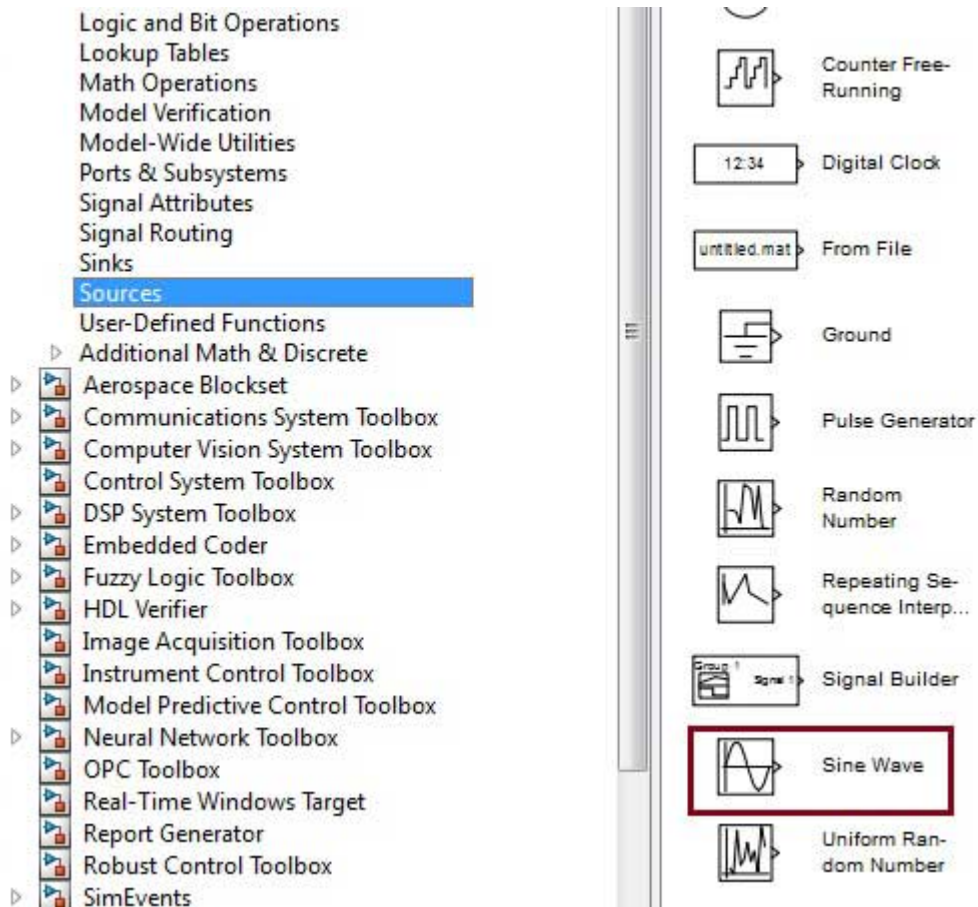 Logic and Bit Operations
Lookup Tables
Math Operations
Model Verification
Model-Wide Utilities
Ports & Subsystems
Signal Attributes
Signal Routing
Sinks
Sources
User-Defined Functions
Additional Math & Discrete
Aerospace Blockset
Communications System Toolbox
Computer Vision System Toolbox
Control System Toolbox
DSP System Toolbox
Embedded Coder
Fuzzy Logic Toolbox
HDL Verifier
Image Acquisition Toolbox
Instrument Control Toolbox
Model Predictive Control Toolbox
Neural Network Toolbox
OPC Toolbox
Real-Time Windows Target
Report Generator
Robust Control Toolbox
SimEvents
Counter Free-
Running
12:34
Digital Clock
untitled.mat
From File
Ground
Pulse Generator
Random
Number
Repeating Se-
quence Interp...
Group 1
Signal 1
Signal Builder
Sine Wave
Uniform Ran-
dom Number